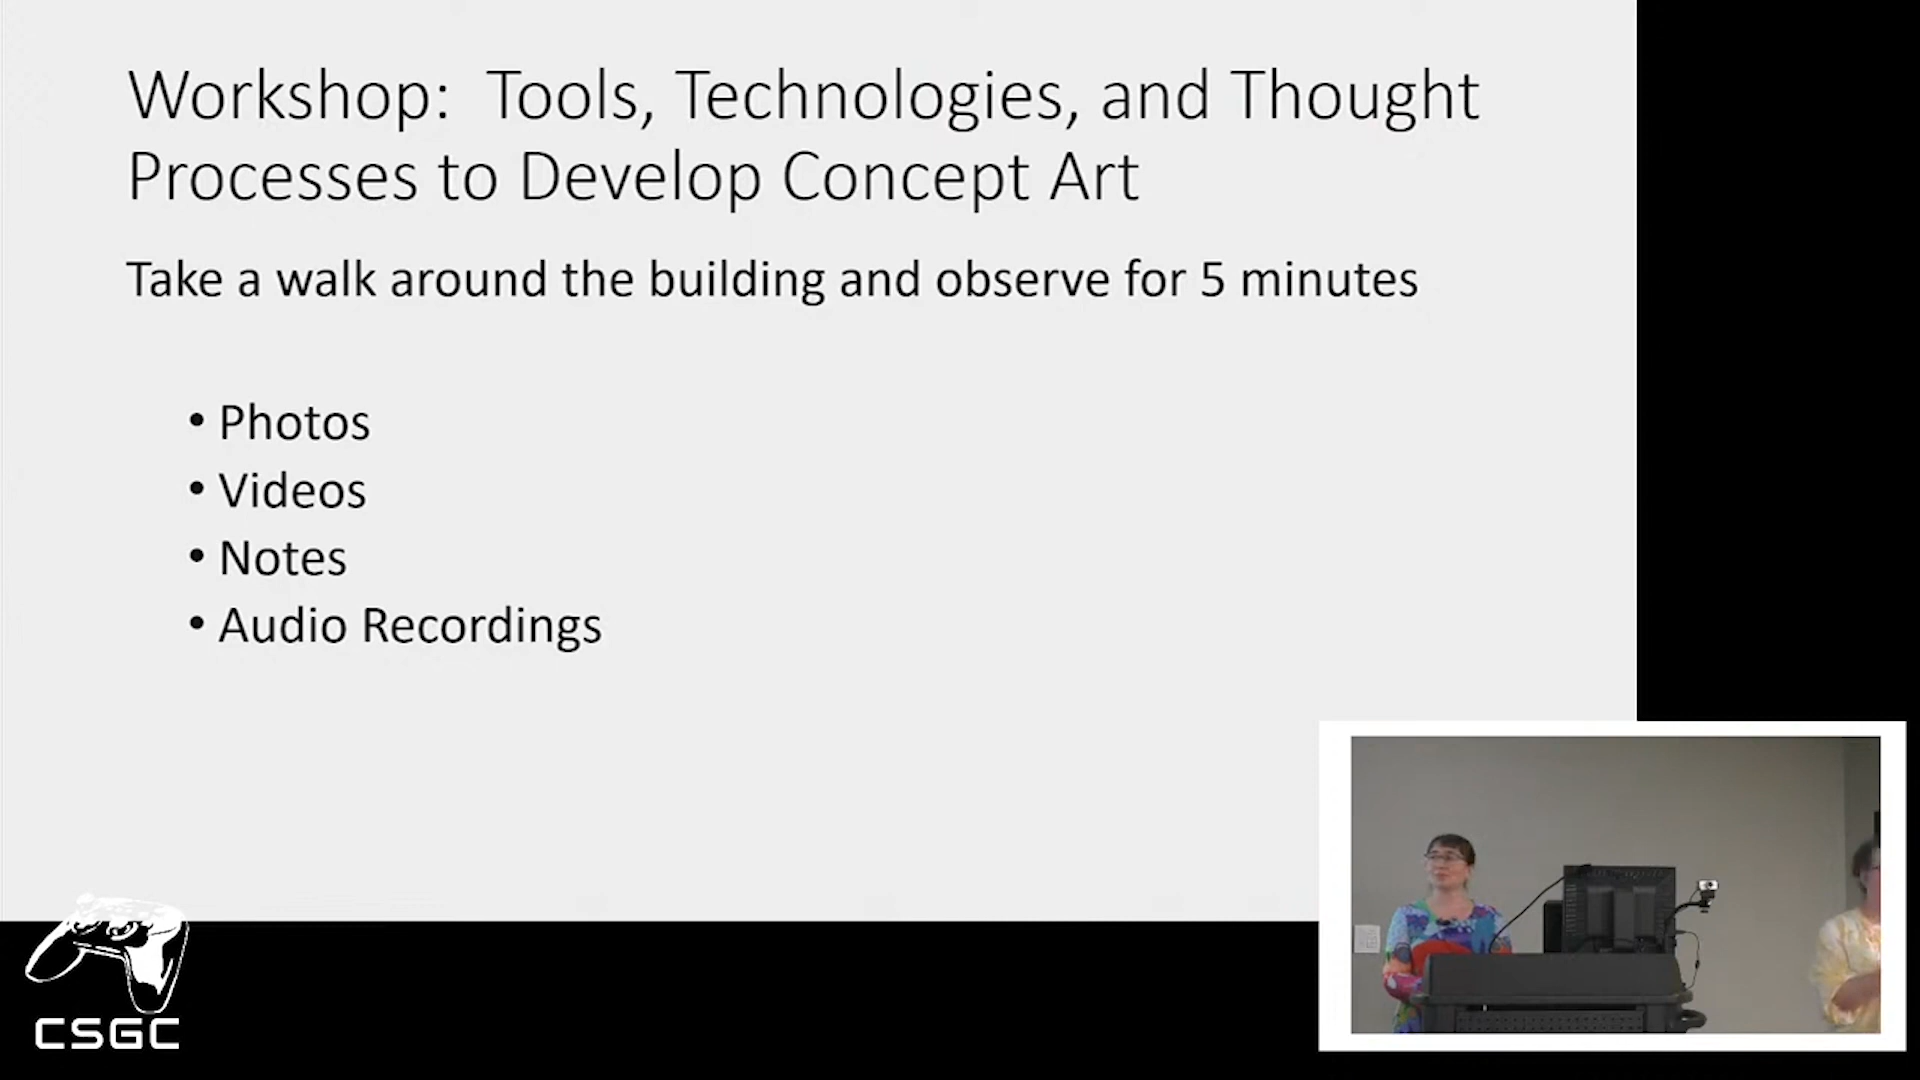 Workshop:  Tools, Technologies, and Thought
Processes to Develop Concept Art
Take a walk around the building and observe for 5 minutes
• Photos
• Videos
• Notes
• Audio Recordings
CSGC